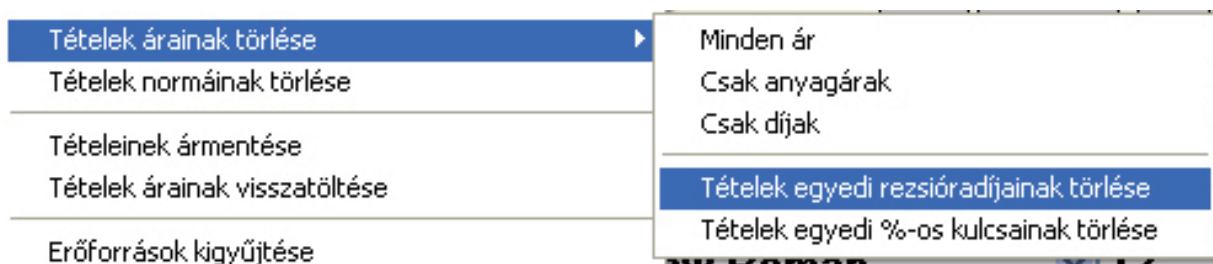 Tételek árainak törlése
Tételek normáinak törlése
Tételeinek ármentése
Tételek árainak visszatöltése
Erőforrások kigyűjtése
Minden ár
Csak anyagárak
Csak díjak
Tételek egyedi rezsióradíjainak törlése
Tételek egyedi %-os kulcsainak törlése